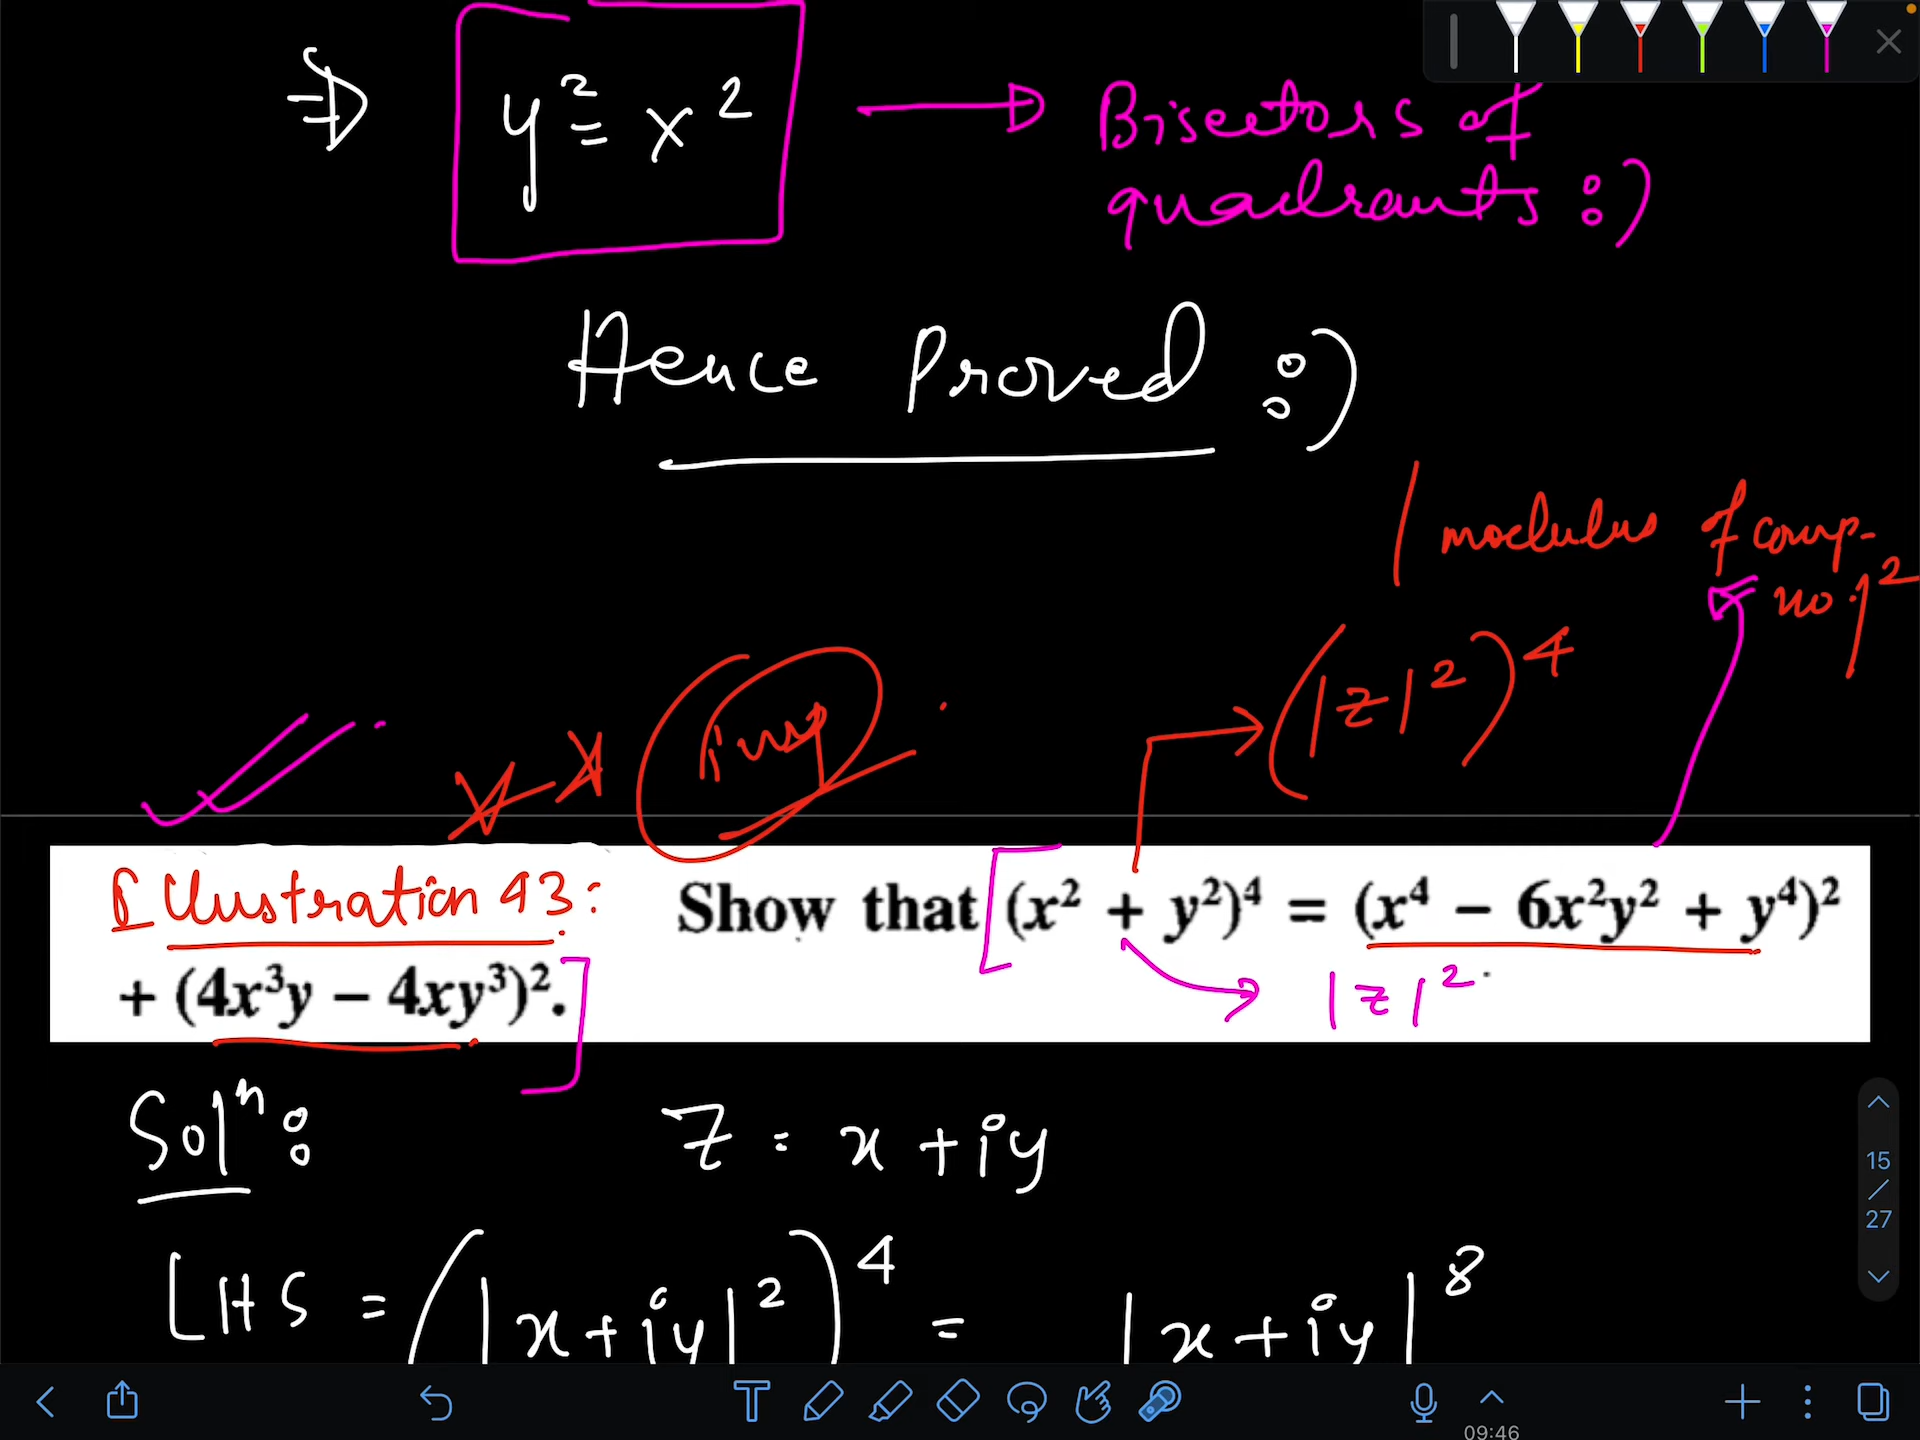 ⇒ y² = x² → Bisectors of
quadrants :)
Hence Proved :)
| modulus of comp.
no.|²
(|z|²)⁴
imp
Illustration 43: Show that (x² + y²)⁴ = (x⁴ − 6x²y² + y⁴)²
+ (4x³y − 4xy³)².
|z|²
Solⁿ: Z = x + iy
LHS = (|x+iy|²)⁴ = |x+iy|⁸
15
/
27
T
09:46